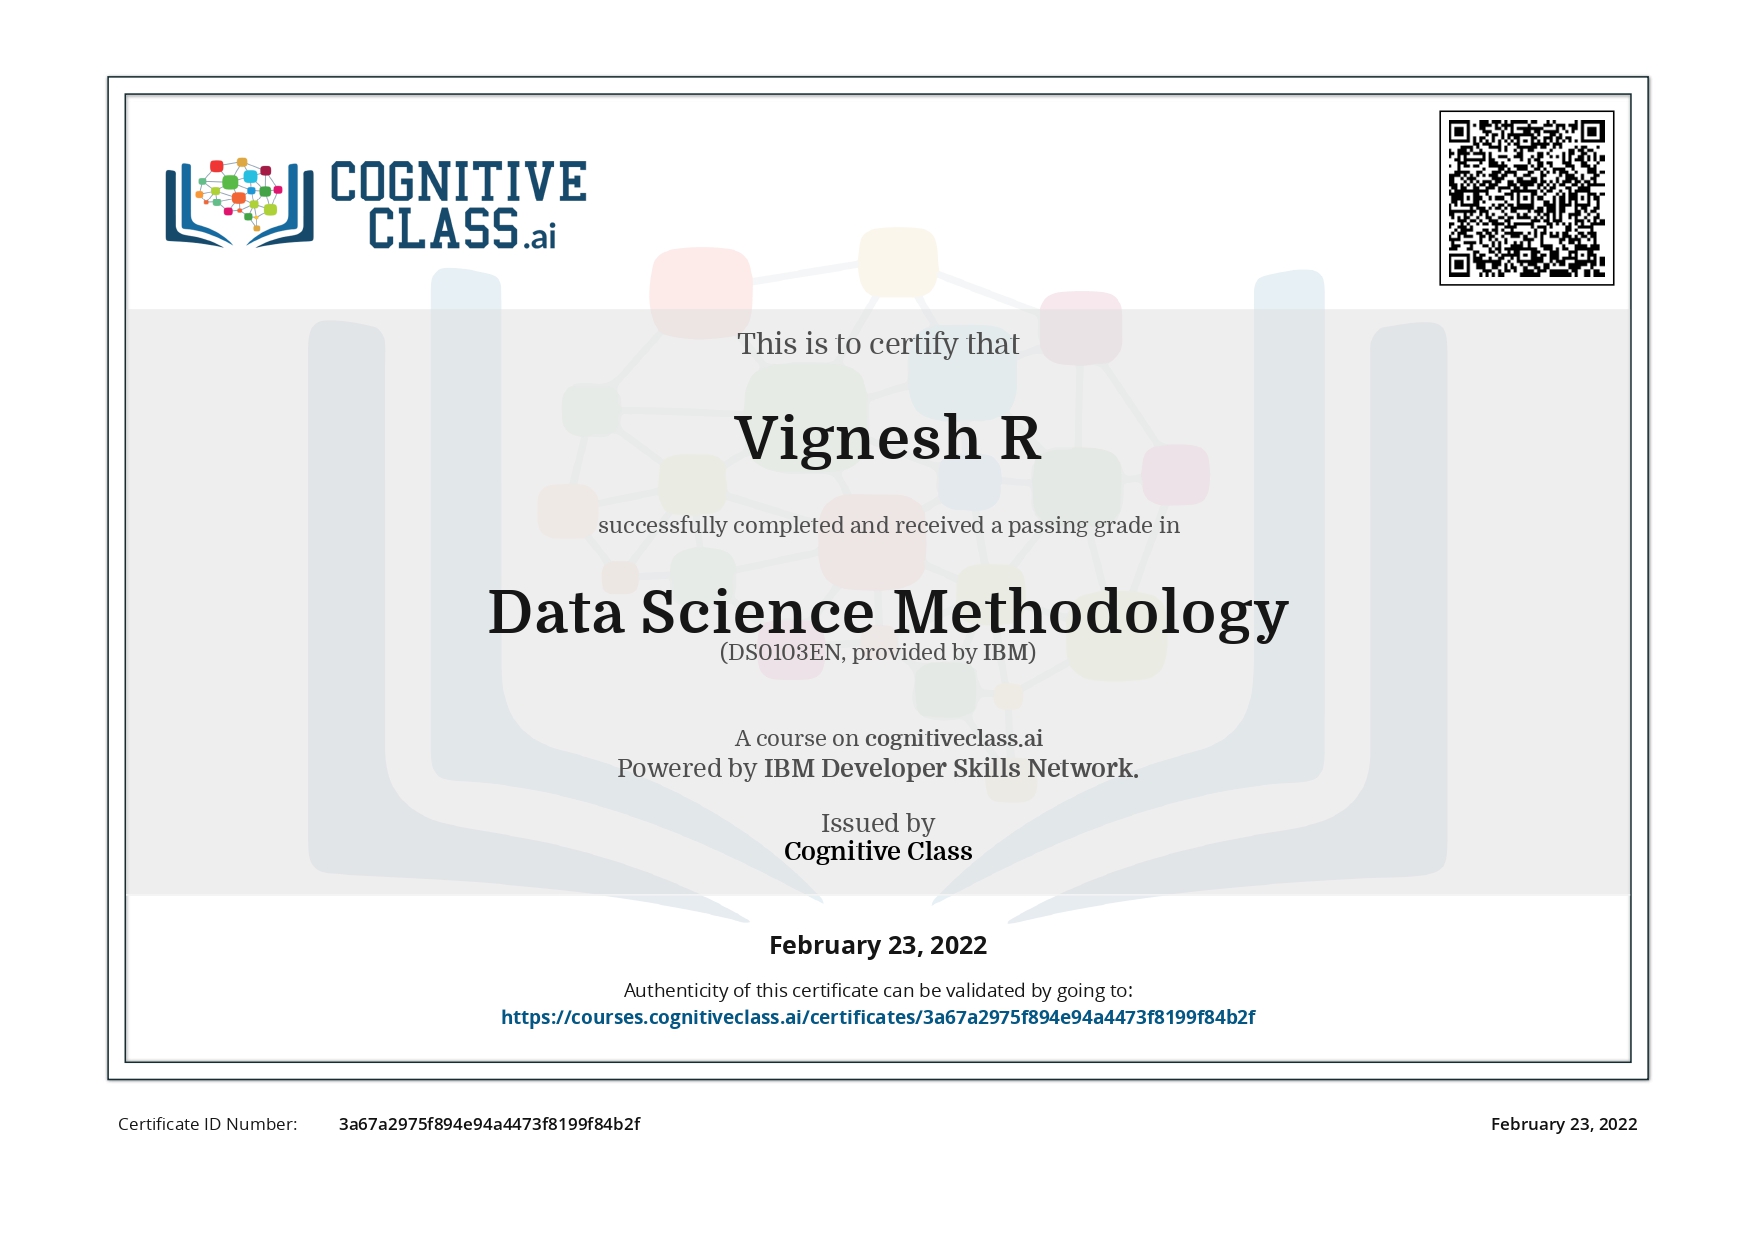 COGNITIVE
CLASS.ai
This is to certify that
Vignesh R
successfully completed and received a passing grade in
Data Science Methodology
(DS0103EN, provided by IBM)
A course on cognitiveclass.ai
Powered by IBM Developer Skills Network.
Issued by
Cognitive Class
February 23, 2022
Authenticity of this certificate can be validated by going to:
https://courses.cognitiveclass.ai/certificates/3a67a2975f894e94a4473f8199f84b2f
Certificate ID Number: 3a67a2975f894e94a4473f8199f84b2f February 23, 2022